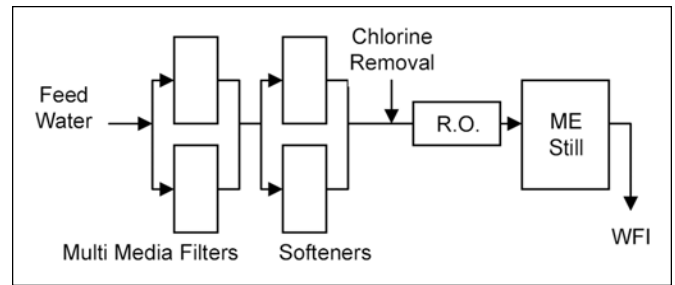 Feed
Water
Multi Media Filters
Softeners
Chlorine
Removal
R.O.
ME
Still
WFI